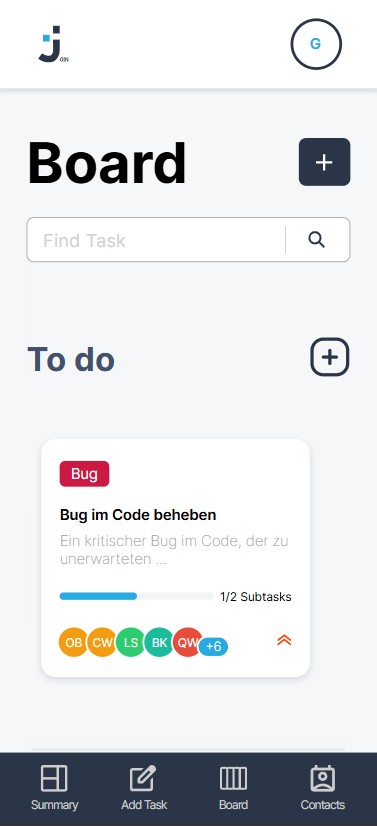 OIN
G
Board
Find Task
To do
Bug
Bug im Code beheben
Ein kritischer Bug im Code, der zu
unerwarteten ...
1/2 Subtasks
OB CW LS BK QW +6
Summary Add Task Board Contacts